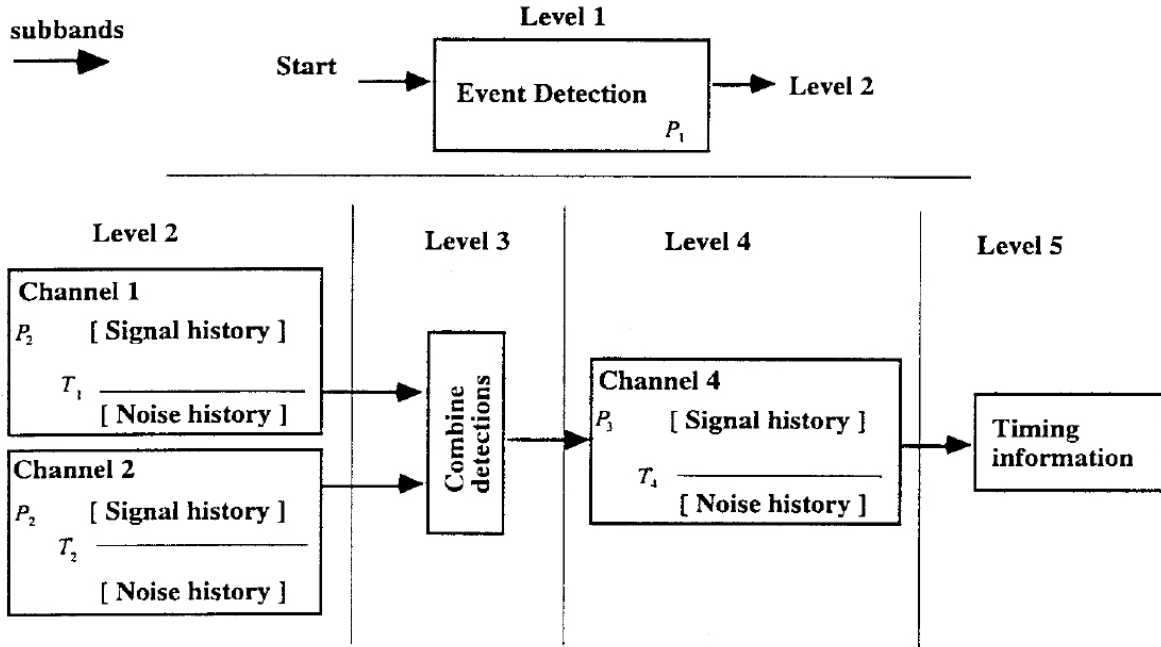 subbands
Level 1
Start
Event Detection
P₁
Level 2
Level 2
Level 3
Level 4
Level 5
Channel 1
P₂ [ Signal history ]
T₁
[ Noise history ]
Channel 2
P₂ [ Signal history ]
T₂
[ Noise history ]
Combine
detections
Channel 4
P₃ [ Signal history ]
T₄
[ Noise history ]
Timing
information